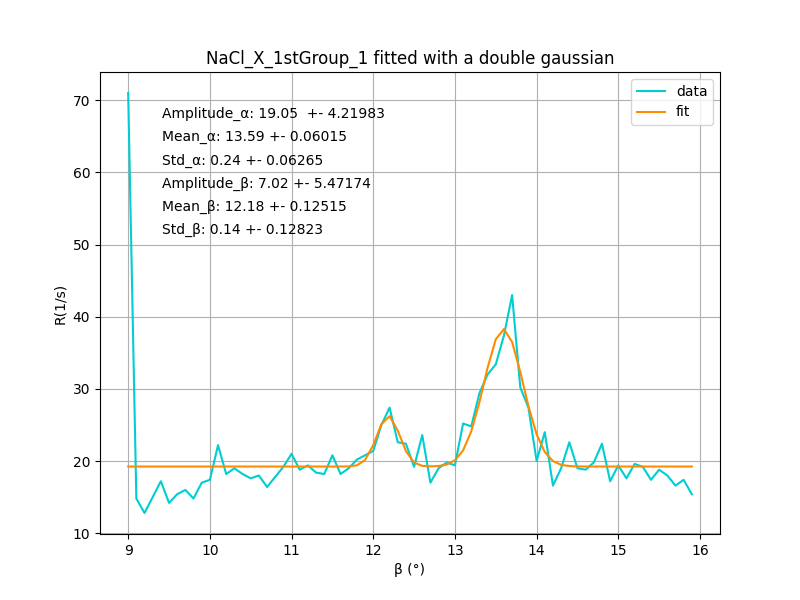 NaCl_X_1stGroup_1 fitted with a double gaussian
data
fit
Amplitude_α: 19.05  +- 4.21983
Mean_α: 13.59 +- 0.06015
Std_α: 0.24 +- 0.06265
Amplitude_β: 7.02 +- 5.47174
Mean_β: 12.18 +- 0.12515
Std_β: 0.14 +- 0.12823
R(1/s)
70
60
50
40
30
20
10
9 10 11 12 13 14 15 16
β (°)